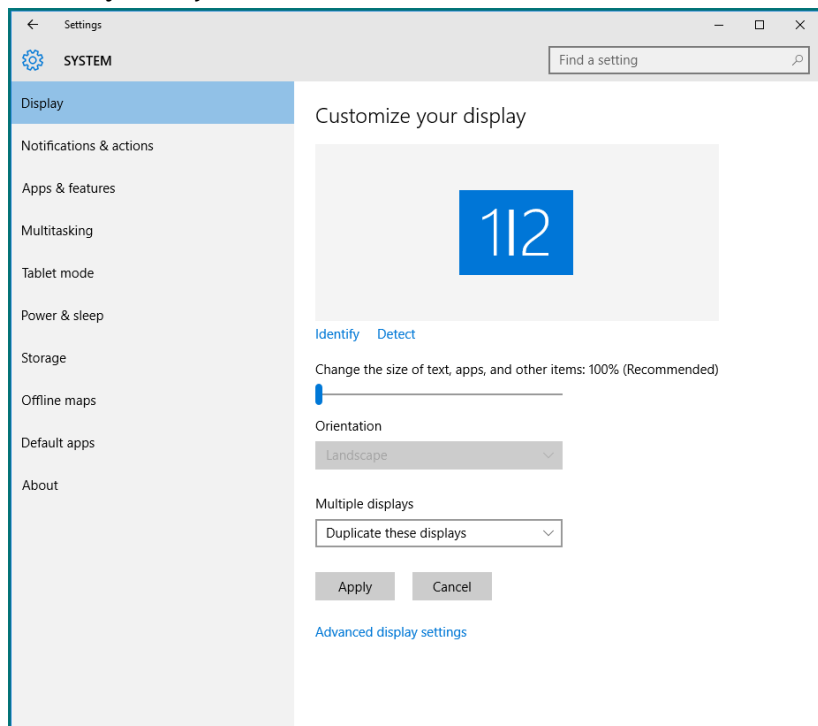 Settings
SYSTEM
Find a setting
Display
Notifications & actions
Apps & features
Multitasking
Tablet mode
Power & sleep
Storage
Offline maps
Default apps
About
Customize your display
1|2
Identify Detect
Change the size of text, apps, and other items: 100% (Recommended)
Orientation
Landscape
Multiple displays
Duplicate these displays
Apply Cancel
Advanced display settings